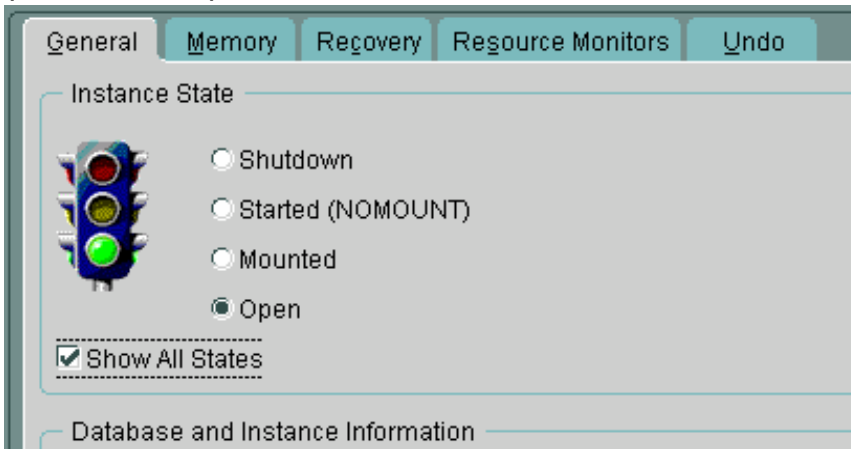 General Memory Recovery Resource Monitors Undo
Instance State
Shutdown
Started (NOMOUNT)
Mounted
Open
Show All States
Database and Instance Information